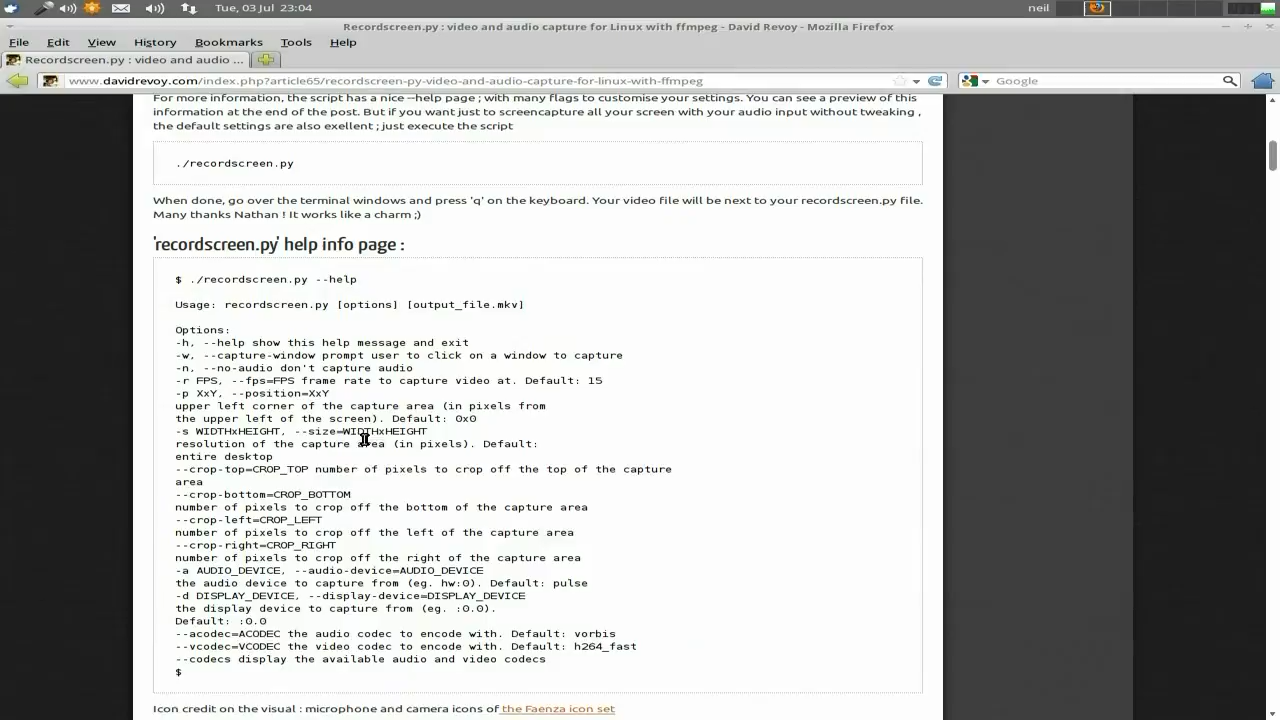 Tue, 03 Jul 23:04
neil
Recordscreen.py : video and audio capture for Linux with ffmpeg - David Revoy - Mozilla Firefox
File Edit View History Bookmarks Tools Help
Recordscreen.py : video and audio ...
www.davidrevoy.com/index.php?article65/recordscreen-py-video-and-audio-capture-for-linux-with-ffmpeg
Google
For more information, the script has a nice --help page ; with many flags to customise your settings. You can see a preview of this
information at the end of the post. But if you want just to screencapture all your screen with your audio input without tweaking ,
the default settings are also exellent ; just execute the script
./recordscreen.py
When done, go over the terminal windows and press 'q' on the keyboard. Your video file will be next to your recordscreen.py file.
Many thanks Nathan ! It works like a charm ;)
'recordscreen.py' help info page :
$ ./recordscreen.py --help
Usage: recordscreen.py [options] [output_file.mkv]
Options:
-h, --help show this help message and exit
-w, --capture-window prompt user to click on a window to capture
-n, --no-audio don't capture audio
-r FPS, --fps=FPS frame rate to capture video at. Default: 15
-p XxY, --position=XxY
upper left corner of the capture area (in pixels from
the upper left of the screen). Default: 0x0
-s WIDTHxHEIGHT, --size=WIDTHxHEIGHT
resolution of the capture area (in pixels). Default:
entire desktop
--crop-top=CROP_TOP number of pixels to crop off the top of the capture
area
--crop-bottom=CROP_BOTTOM
number of pixels to crop off the bottom of the capture area
--crop-left=CROP_LEFT
number of pixels to crop off the left of the capture area
--crop-right=CROP_RIGHT
number of pixels to crop off the right of the capture area
-a AUDIO_DEVICE, --audio-device=AUDIO_DEVICE
the audio device to capture from (eg. hw:0). Default: pulse
-d DISPLAY_DEVICE, --display-device=DISPLAY_DEVICE
the display device to capture from (eg. :0.0).
Default: :0.0
--acodec=ACODEC the audio codec to encode with. Default: vorbis
--vcodec=VCODEC the video codec to encode with. Default: h264_fast
--codecs display the available audio and video codecs
$
Icon credit on the visual : microphone and camera icons of the Faenza icon set